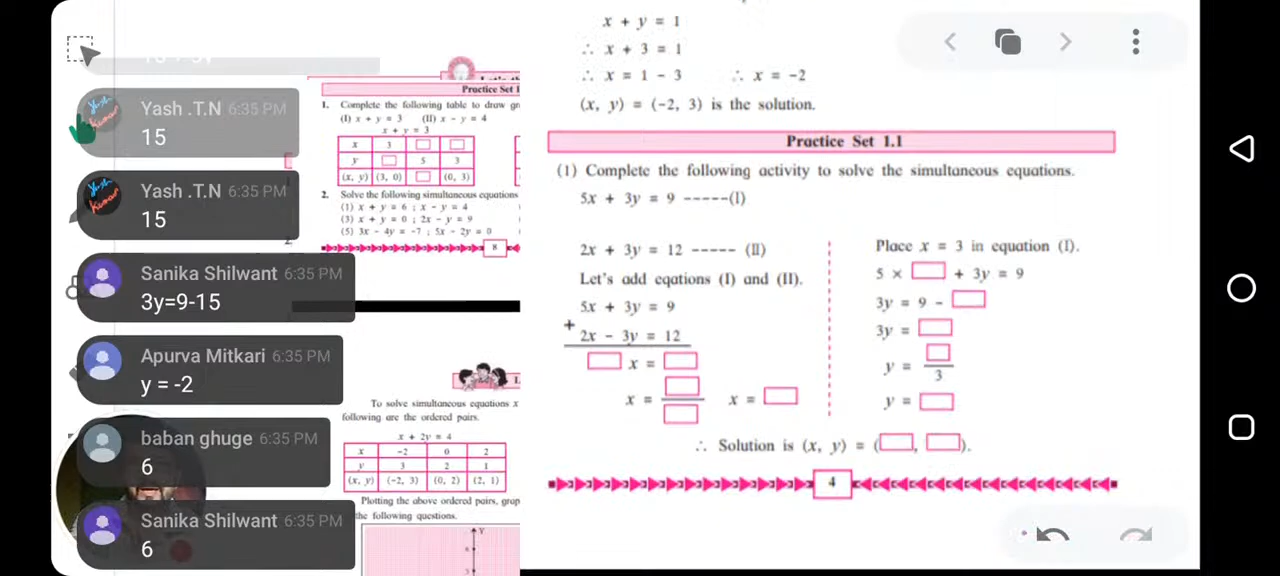 Yash .T.N 6:35 PM
15
Yash .T.N 6:35 PM
15
Sanika Shilwant 6:35 PM
3y=9-15
Apurva Mitkari 6:35 PM
y = -2
baban ghuge 6:35 PM
6
Sanika Shilwant 6:35 PM
6
Practice Set 1
1. Complete the following table to draw gr
(I) x + y = 3 (II) x - y = 4
x + y = 3
x 3
y 5 3
(x, y) (3, 0) (0, 3)
2. Solve the following simultaneous equations
(1) x + y = 6 ; x - y = 4
(3) x + y = 0 ; 2x - y = 9
(5) 3x - 4y = -7 ; 5x - 2y = 0
8
To solve simultaneous equations x
following are the ordered pairs.
x + 2y = 4
x -2 0 2
y 3 2 1
(x, y) (-2, 3) (0, 2) (2, 1)
Plotting the above ordered pairs, grap
the following questions.
Y
x + y = 1
∴ x + 3 = 1
∴ x = 1 - 3 ∴ x = -2
(x, y) = (-2, 3) is the solution.
Practice Set 1.1
(1) Complete the following activity to solve the simultaneous equations.
5x + 3y = 9 -----(I)
2x + 3y = 12 ----- (II)
Let's add eqations (I) and (II).
5x + 3y = 9
+ 2x - 3y = 12
x =
x = x =
Place x = 3 in equation (I).
5 × + 3y = 9
3y = 9 -
3y =
y = 3
y =
∴ Solution is (x, y) = ( , ).
4